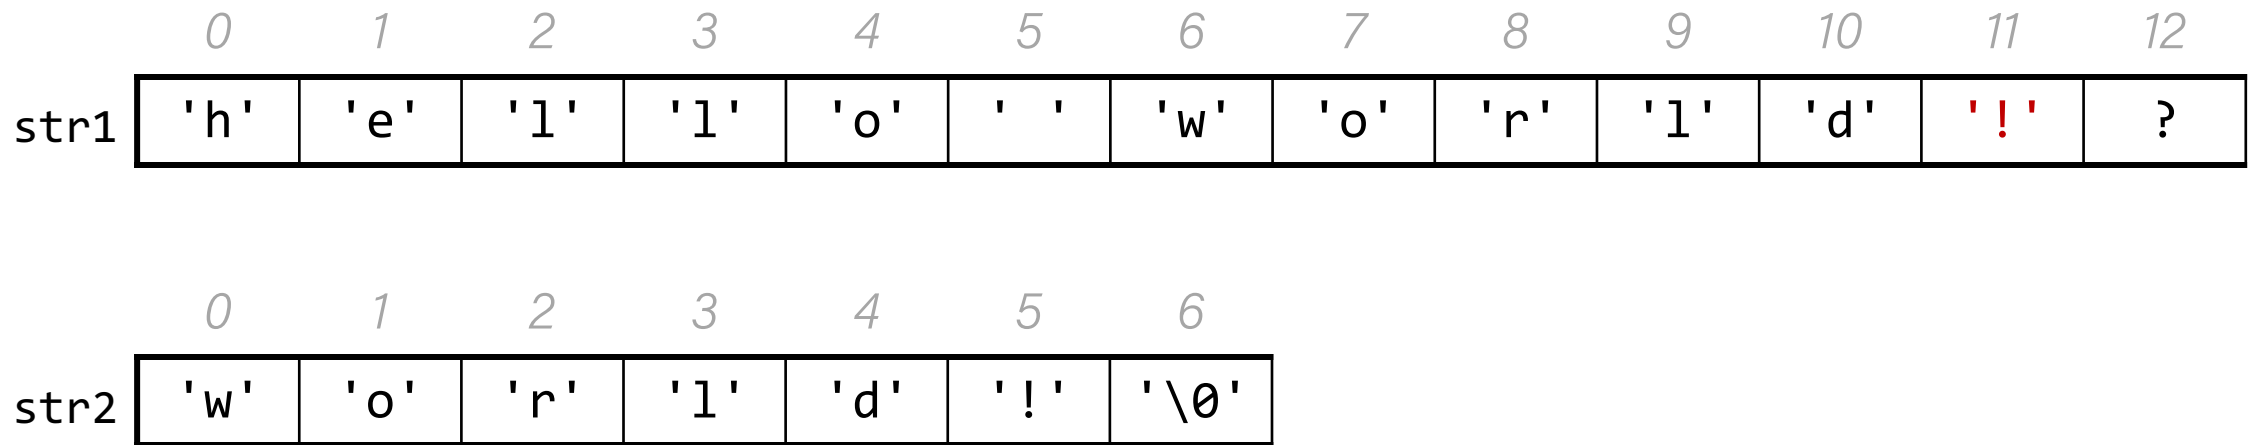 0 1 2 3 4 5 6 7 8 9 10 11 12
str1 'h' 'e' 'l' 'l' 'o' ' ' 'w' 'o' 'r' 'l' 'd' '!' ?
0 1 2 3 4 5 6
str2 'w' 'o' 'r' 'l' 'd' '!' '\0'